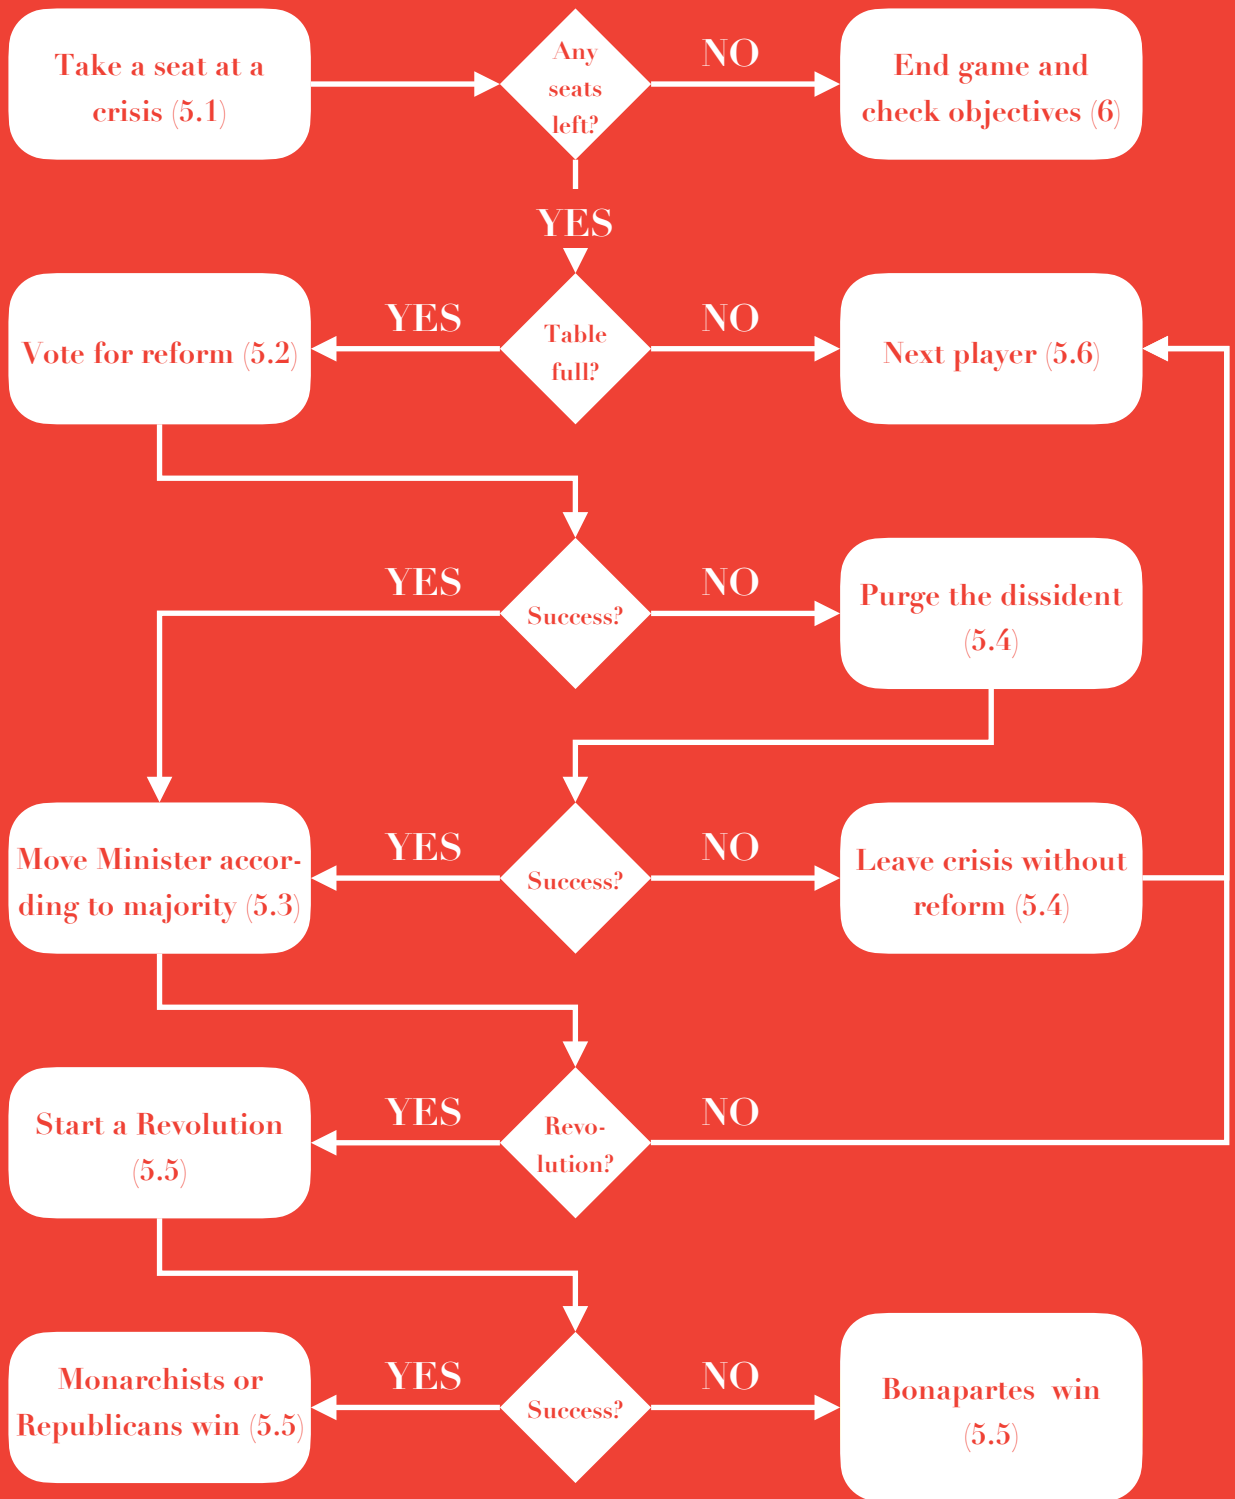 Take a seat at a
crisis (5.1)
Any
seats
left?
NO
End game and
check objectives (6)
YES
Vote for reform (5.2)
YES
Table
full?
NO
Next player (5.6)
YES
Success?
NO
Purge the dissident
(5.4)
Move Minister accor-
ding to majority (5.3)
YES
Success?
NO
Leave crisis without
reform (5.4)
Start a Revolution
(5.5)
YES
Revo-
lution?
NO
Monarchists or
Republicans win (5.5)
YES
Success?
NO
Bonapartes win
(5.5)